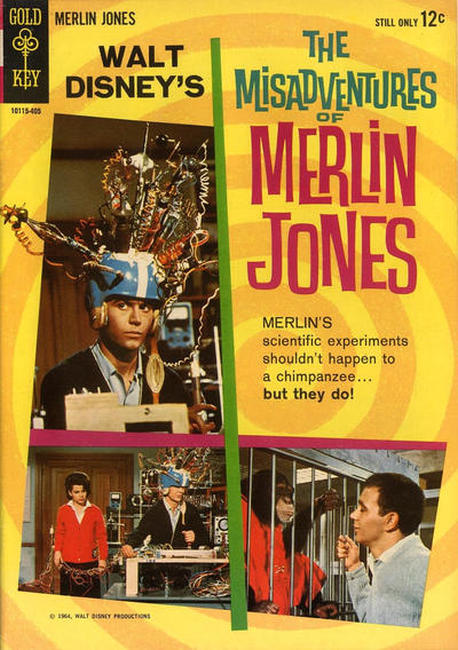 GOLD
KEY
10115-405
MERLIN JONES
STILL ONLY 12c
WALT
DISNEY'S
THE
MISADVENTURES
OF
MERLIN
JONES
MERLIN'S
scientific experiments
shouldn't happen to
a chimpanzee...
but they do!
© 1964, WALT DISNEY PRODUCTIONS